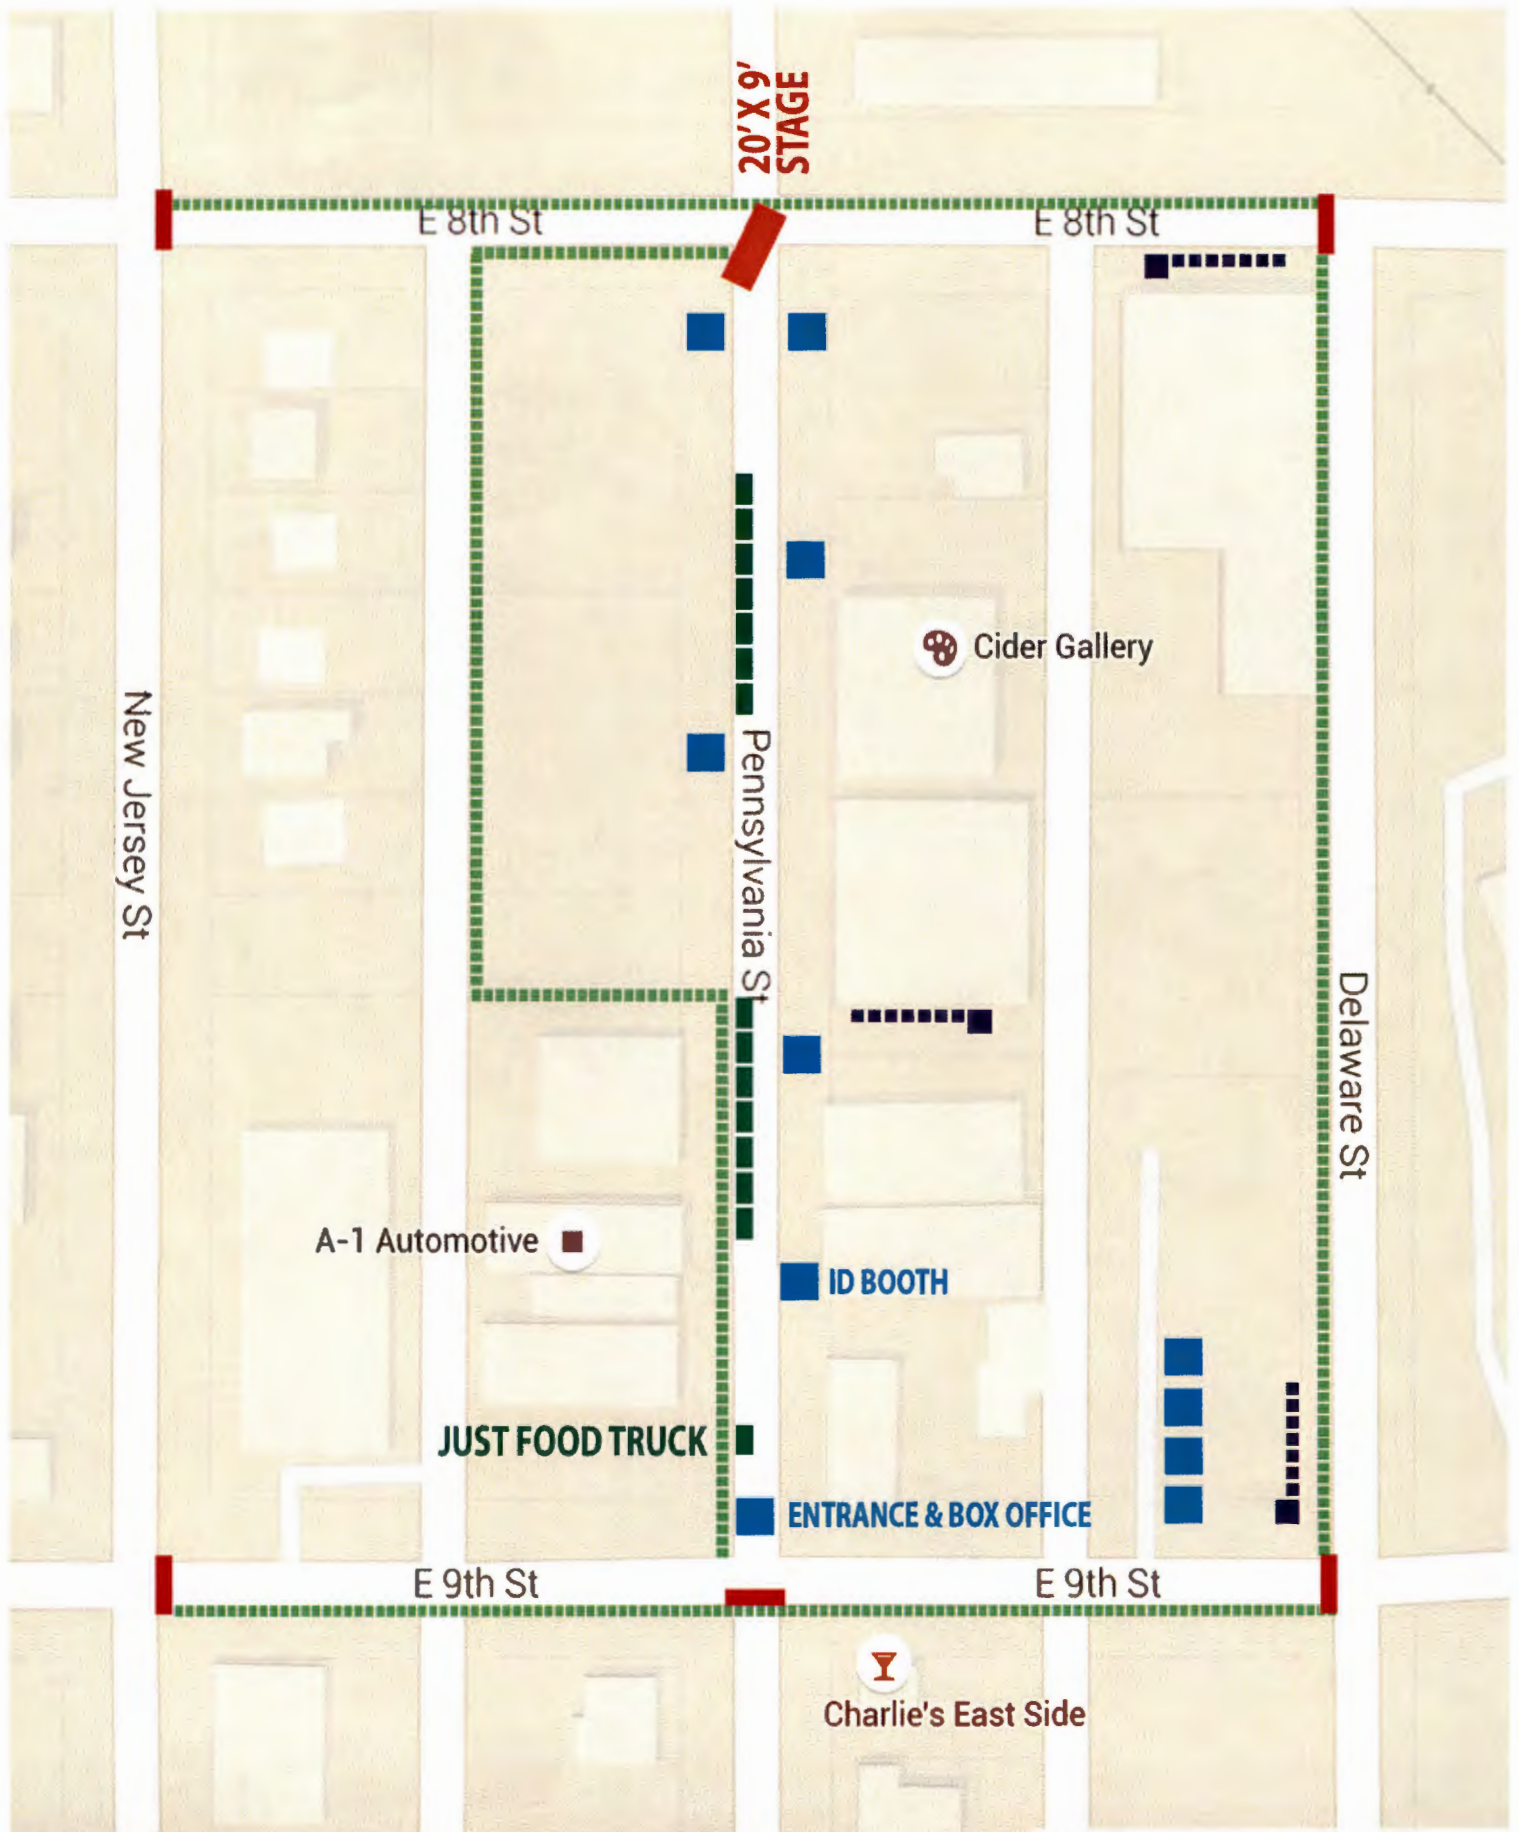 20' X 9'
STAGE
E 8th St
E 8th St
Cider Gallery
New Jersey St
Pennsylvania St
Delaware St
A-1 Automotive
ID BOOTH
JUST FOOD TRUCK
ENTRANCE & BOX OFFICE
E 9th St
E 9th St
Charlie's East Side